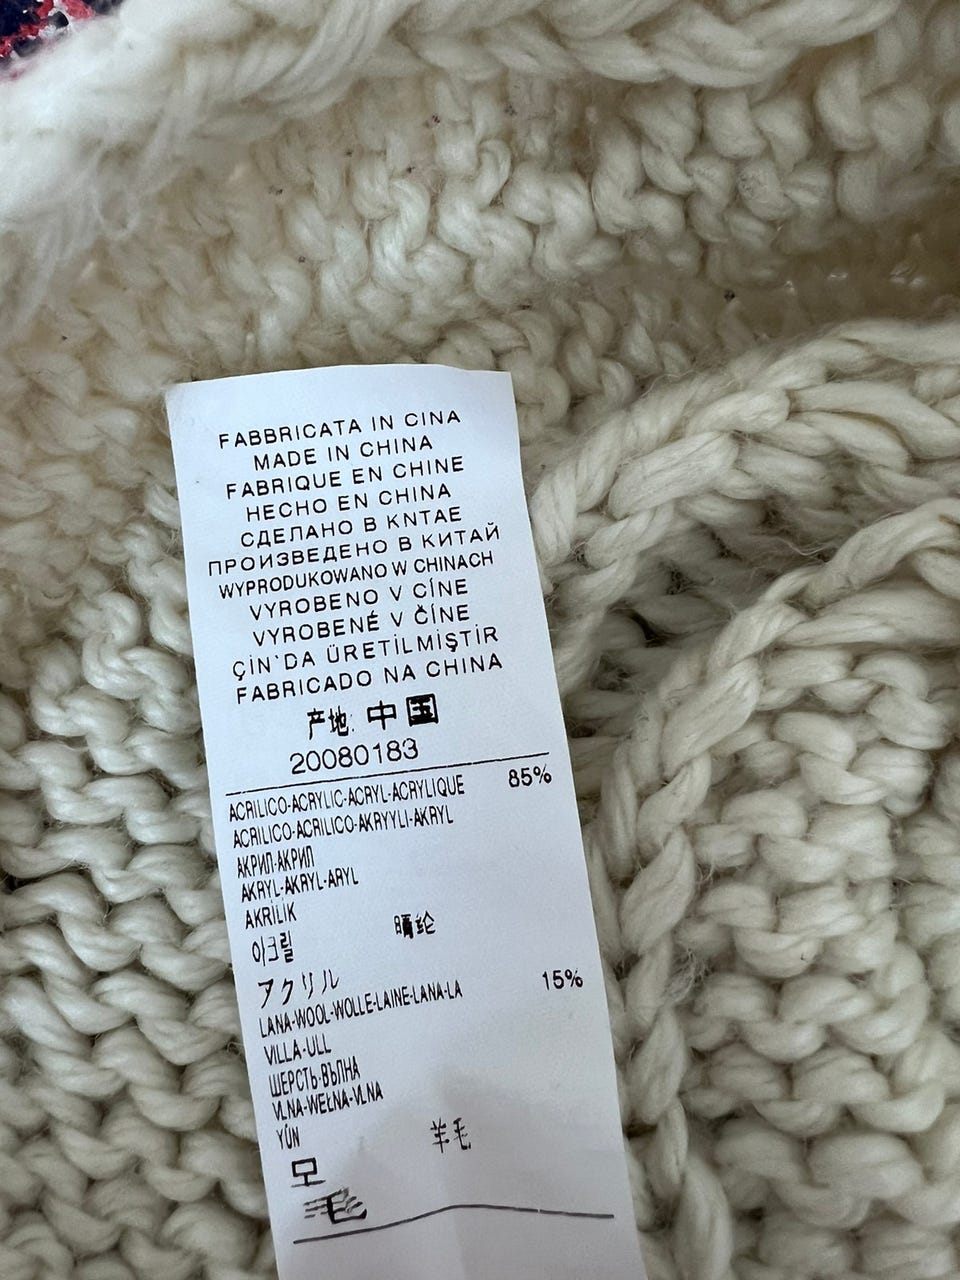 FABBRICATA IN CINA
MADE IN CHINA
FABRIQUE EN CHINE
HECHO EN CHINA
СДЕЛАНО В KNTAE
ПРОИЗВЕДЕНО В КИТАЙ
WYPRODUKOWANO W CHINACH
VYROBENO V CÍNE
VYROBENÉ V ČÍNE
ÇİN'DA ÜRETİLMİŞTİR
FABRICADO NA CHINA
产地: 中国
20080183
ACRILICO-ACRYLIC-ACRYL-ACRYLIQUE 85%
ACRILICO-ACRILICO-AKRYYLI-AKRYL
АКРИЛ-АКРИЛ
AKRYL-AKRYL-ARYL
AKRİLİK
아크릴 晴纶
アクリル
LANA-WOOL-WOLLE-LAINE-LANA-LA 15%
VILLA-ULL
ШЕРСТЬ-ВЪЛНА
VLNA-WEŁNA-VLNA
YÜN
羊毛
모
毛